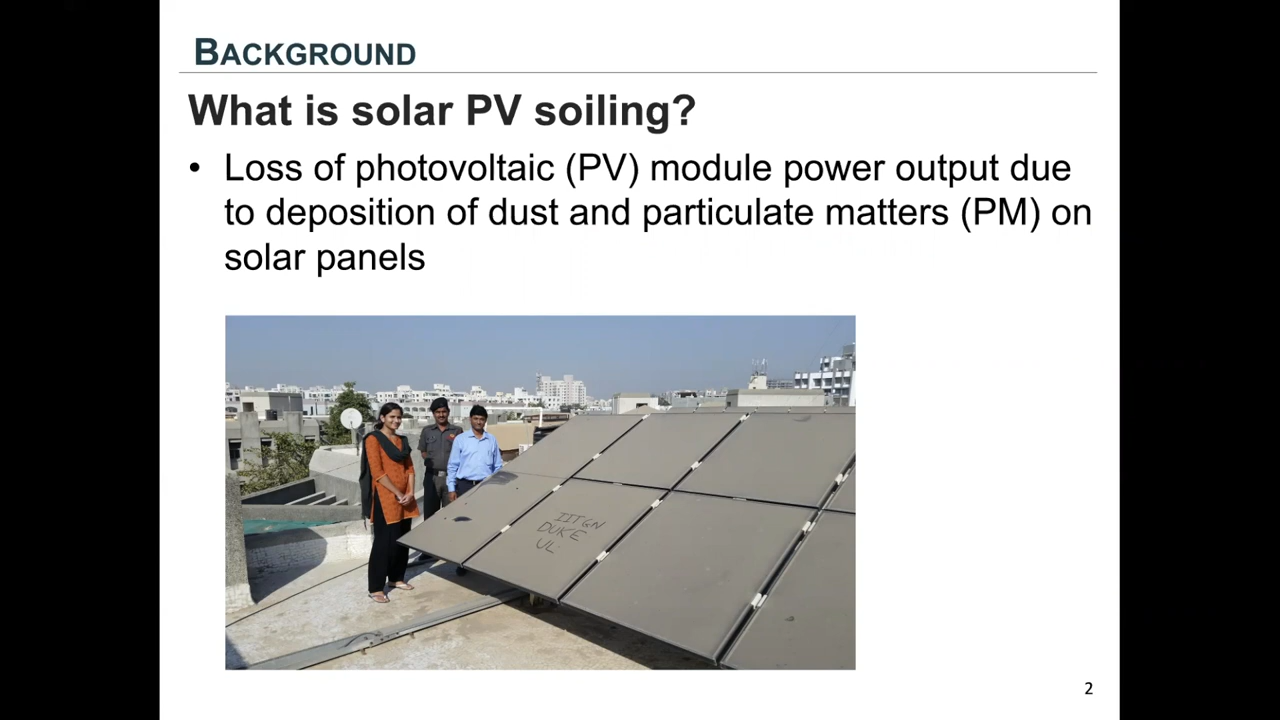 BACKGROUND
What is solar PV soiling?
• Loss of photovoltaic (PV) module power output due
to deposition of dust and particulate matters (PM) on
solar panels
IITGN
DUKE
UL
2